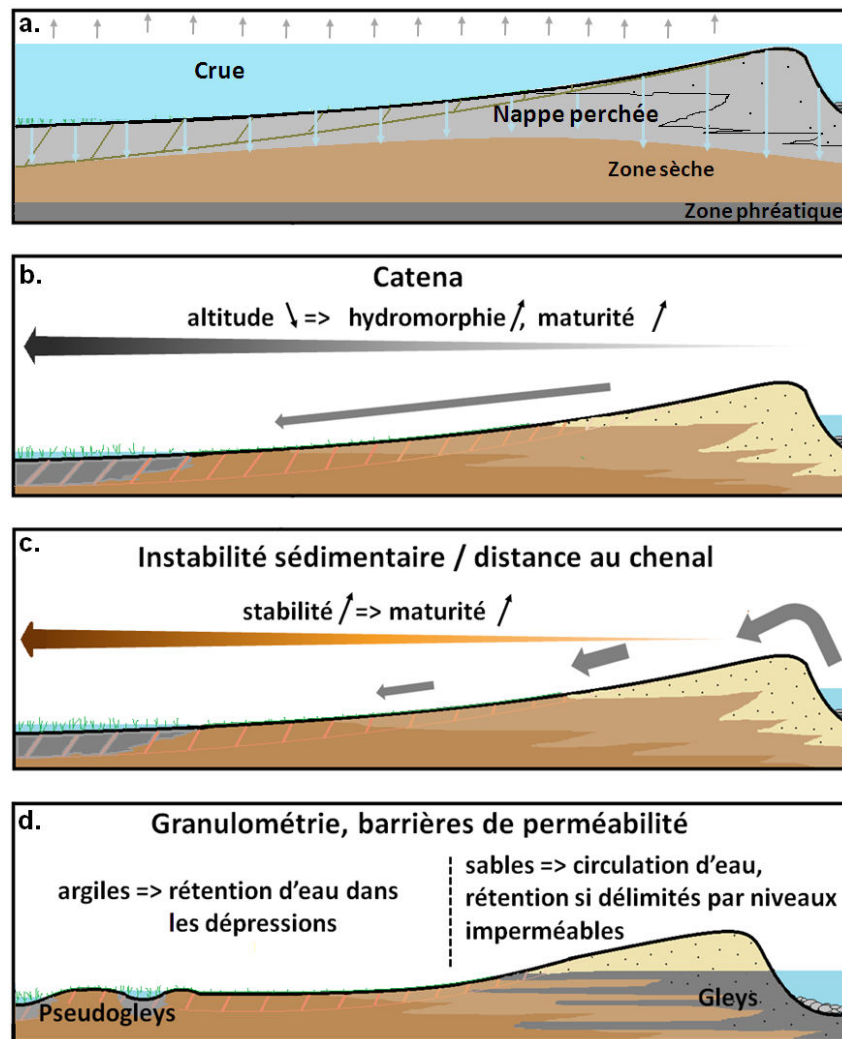 a.
Crue
Nappe perchée
Zone sèche
Zone phréatique
b.
Catena
altitude ↘ => hydromorphie ↗, maturité ↗
c.
Instabilité sédimentaire / distance au chenal
stabilité ↗ => maturité ↗
d.
Granulométrie, barrières de perméabilité
argiles => rétention d'eau dans
les dépressions
sables => circulation d'eau,
rétention si délimités par niveaux
imperméables
Pseudogleys
Gleys